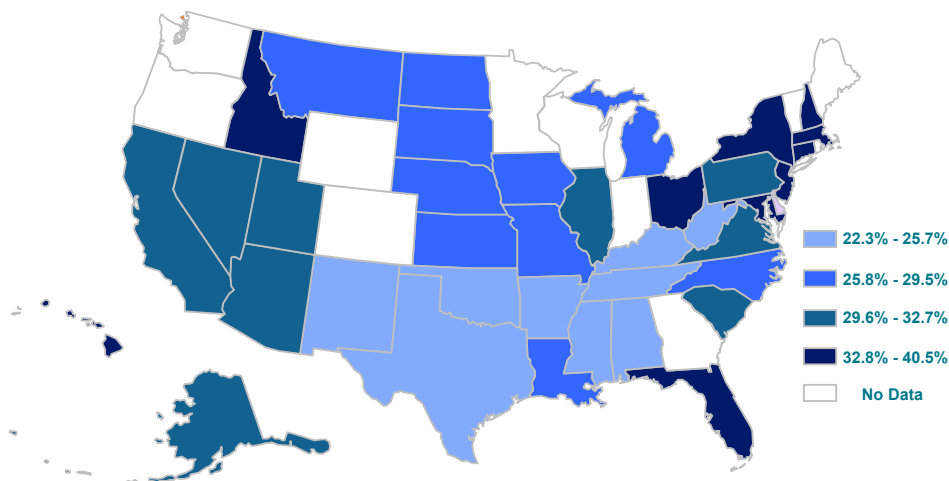 22.3% - 25.7%
25.8% - 29.5%
29.6% - 32.7%
32.8% - 40.5%
No Data